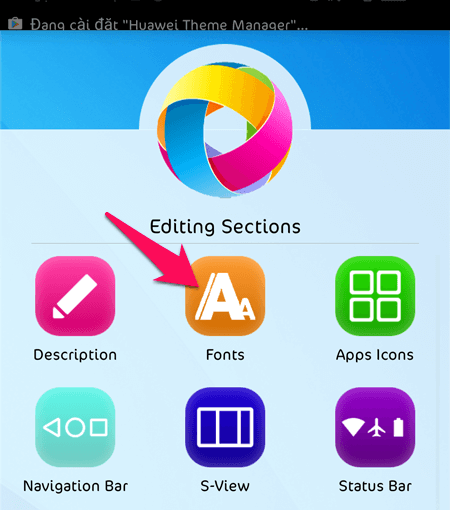 Đang cài đặt "Huawei Theme Manager"...
Editing Sections
Description
Fonts
Apps Icons
Navigation Bar
S-View
Status Bar